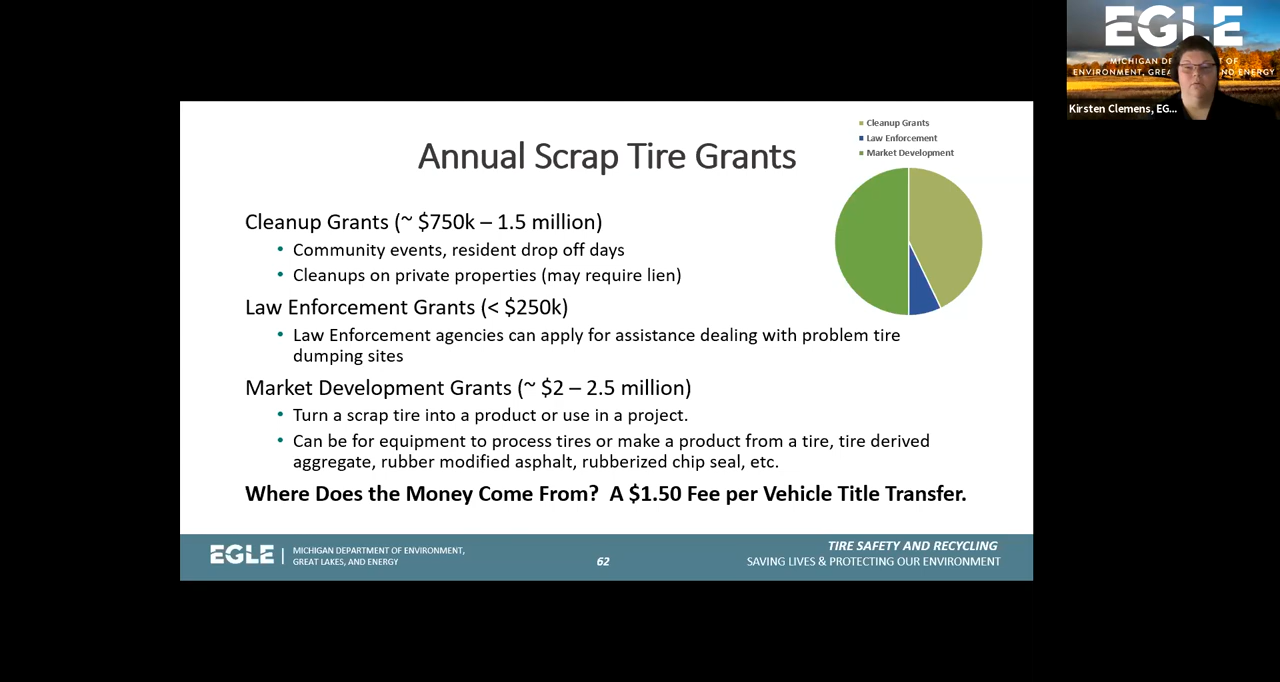 EGLE
MICHIGAN DE OF
ENVIRONMENT, GREA ND ENERGY
Kirsten Clemens, EG...
Cleanup Grants
Law Enforcement
Market Development
Annual Scrap Tire Grants
Cleanup Grants (~ $750k – 1.5 million)
• Community events, resident drop off days
• Cleanups on private properties (may require lien)
Law Enforcement Grants (< $250k)
• Law Enforcement agencies can apply for assistance dealing with problem tire
dumping sites
Market Development Grants (~ $2 – 2.5 million)
• Turn a scrap tire into a product or use in a project.
• Can be for equipment to process tires or make a product from a tire, tire derived
aggregate, rubber modified asphalt, rubberized chip seal, etc.
Where Does the Money Come From? A $1.50 Fee per Vehicle Title Transfer.
EGLE
MICHIGAN DEPARTMENT OF ENVIRONMENT,
GREAT LAKES, AND ENERGY
62
TIRE SAFETY AND RECYCLING
SAVING LIVES & PROTECTING OUR ENVIRONMENT